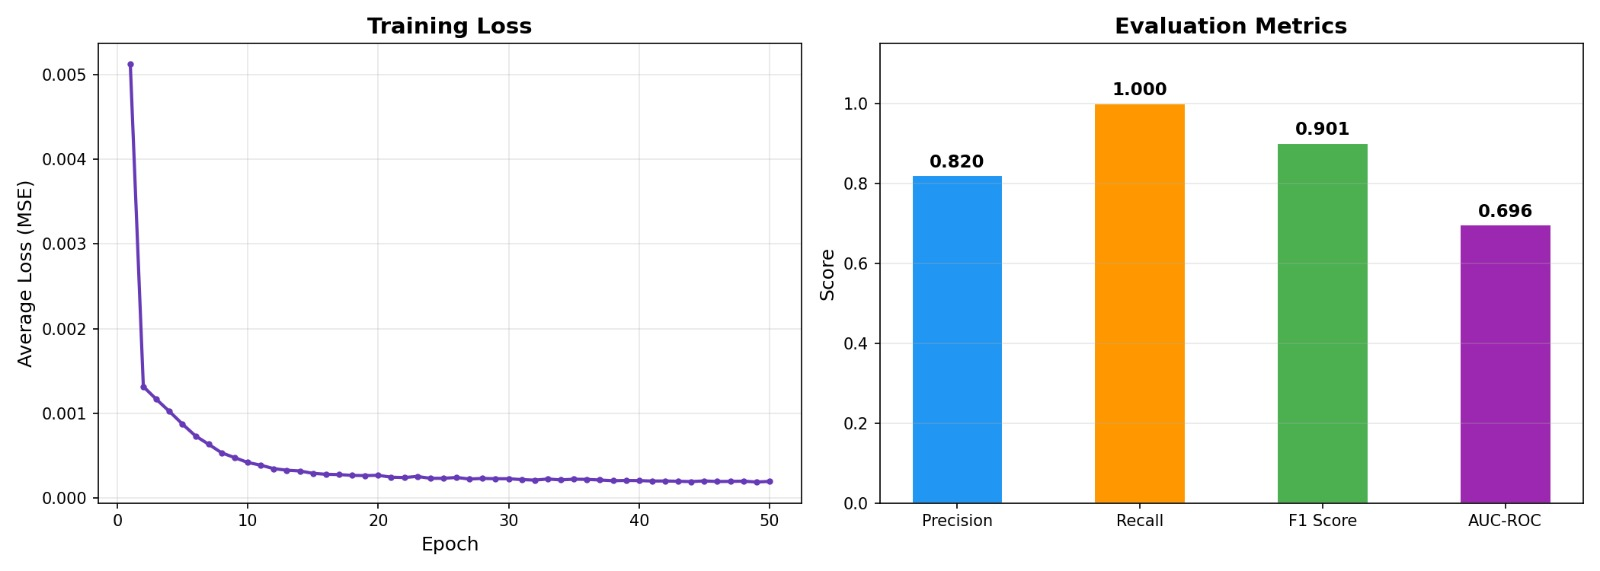 Training Loss
Average Loss (MSE)
0.005
0.004
0.003
0.002
0.001
0.000
0 10 20 30 40 50
Epoch
Evaluation Metrics
Score
1.0
0.8
0.6
0.4
0.2
0.0
0.820
1.000
0.901
0.696
Precision Recall F1 Score AUC-ROC